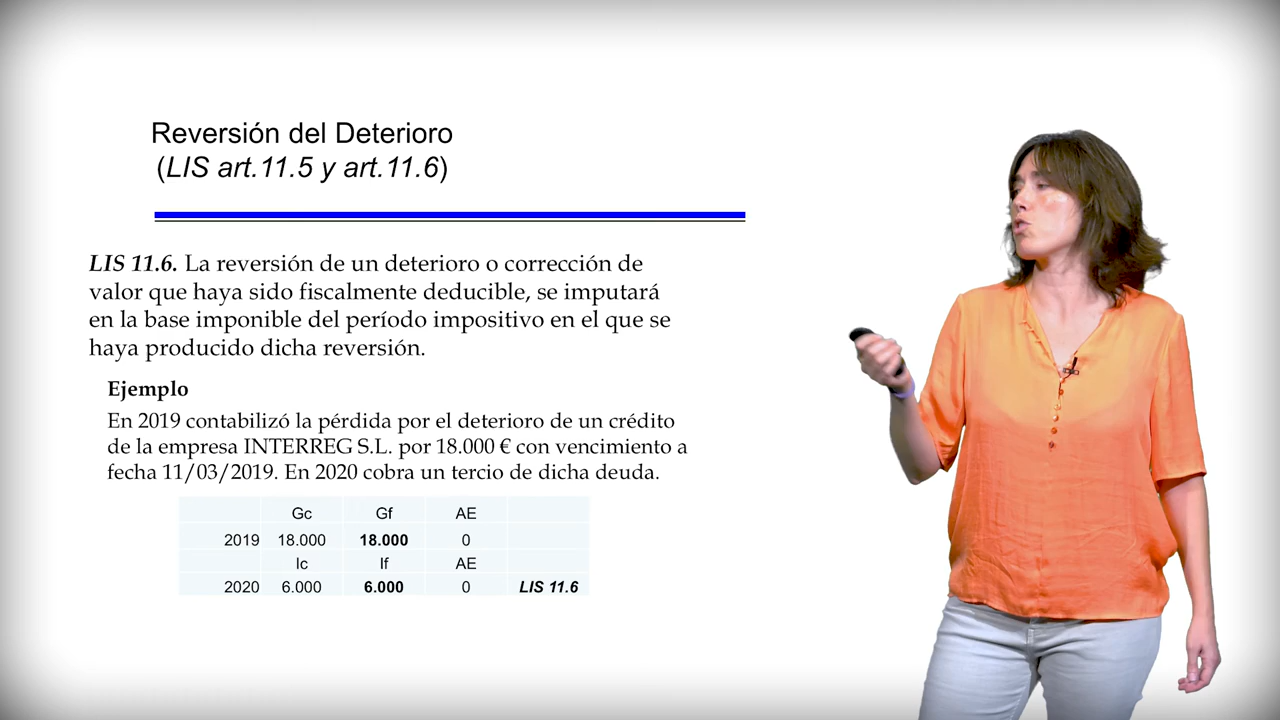 Reversión del Deterioro
(LIS art.11.5 y art.11.6)
LIS 11.6. La reversión de un deterioro o corrección de
valor que haya sido fiscalmente deducible, se imputará
en la base imponible del período impositivo en el que se
haya producido dicha reversión.
Ejemplo
En 2019 contabilizó la pérdida por el deterioro de un crédito
de la empresa INTERREG S.L. por 18.000 € con vencimiento a
fecha 11/03/2019. En 2020 cobra un tercio de dicha deuda.
Gc Gf AE
2019 18.000 18.000 0
Ic If AE
2020 6.000 6.000 0 LIS 11.6